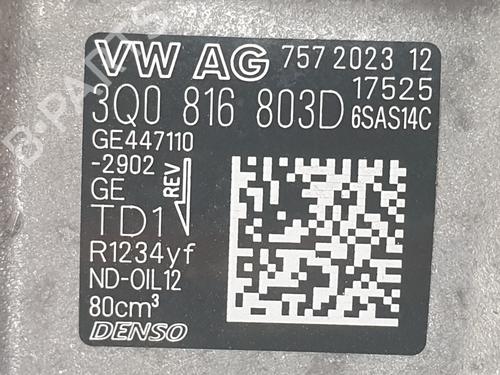 VW AG 757 2023 12
17525
3Q0 816 803D 6SAS14C
GE447110
-2902
GE
REV
TD1
R1234yf
ND-OIL12
80cm³
DENSO
B-PARTS